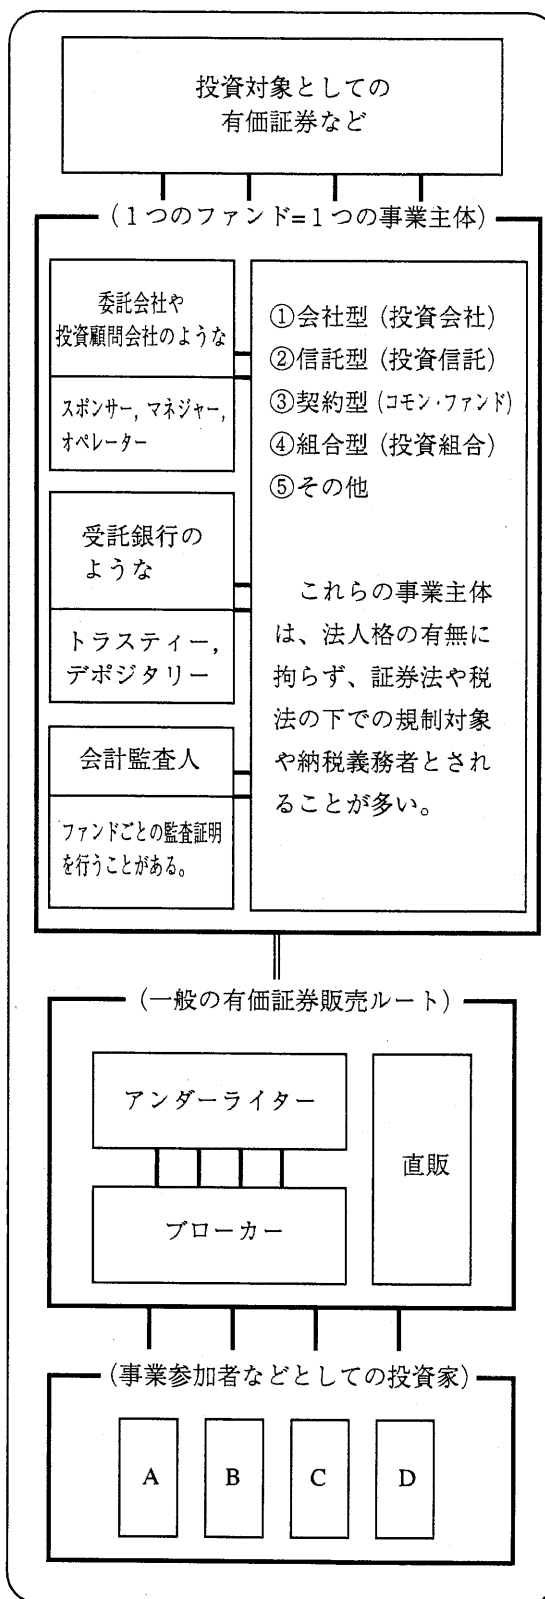 投資対象としての
有価証券など
(1つのファンド=1つの事業主体)
委託会社や
投資顧問会社のような
スポンサー，マネジャー，
オペレーター
受託銀行の
ような
トラスティー，
デポジタリー
会計監査人
ファンドごとの監査証明
を行うことがある。
①会社型（投資会社）
②信託型（投資信託）
③契約型（コモン・ファンド）
④組合型（投資組合）
⑤その他
これらの事業主体
は、法人格の有無に
拘らず、証券法や税
法の下での規制対象
や納税義務者とされ
ることが多い。
(一般の有価証券販売ルート)
アンダーライター
ブローカー
直販
(事業参加者などとしての投資家)
A
B
C
D